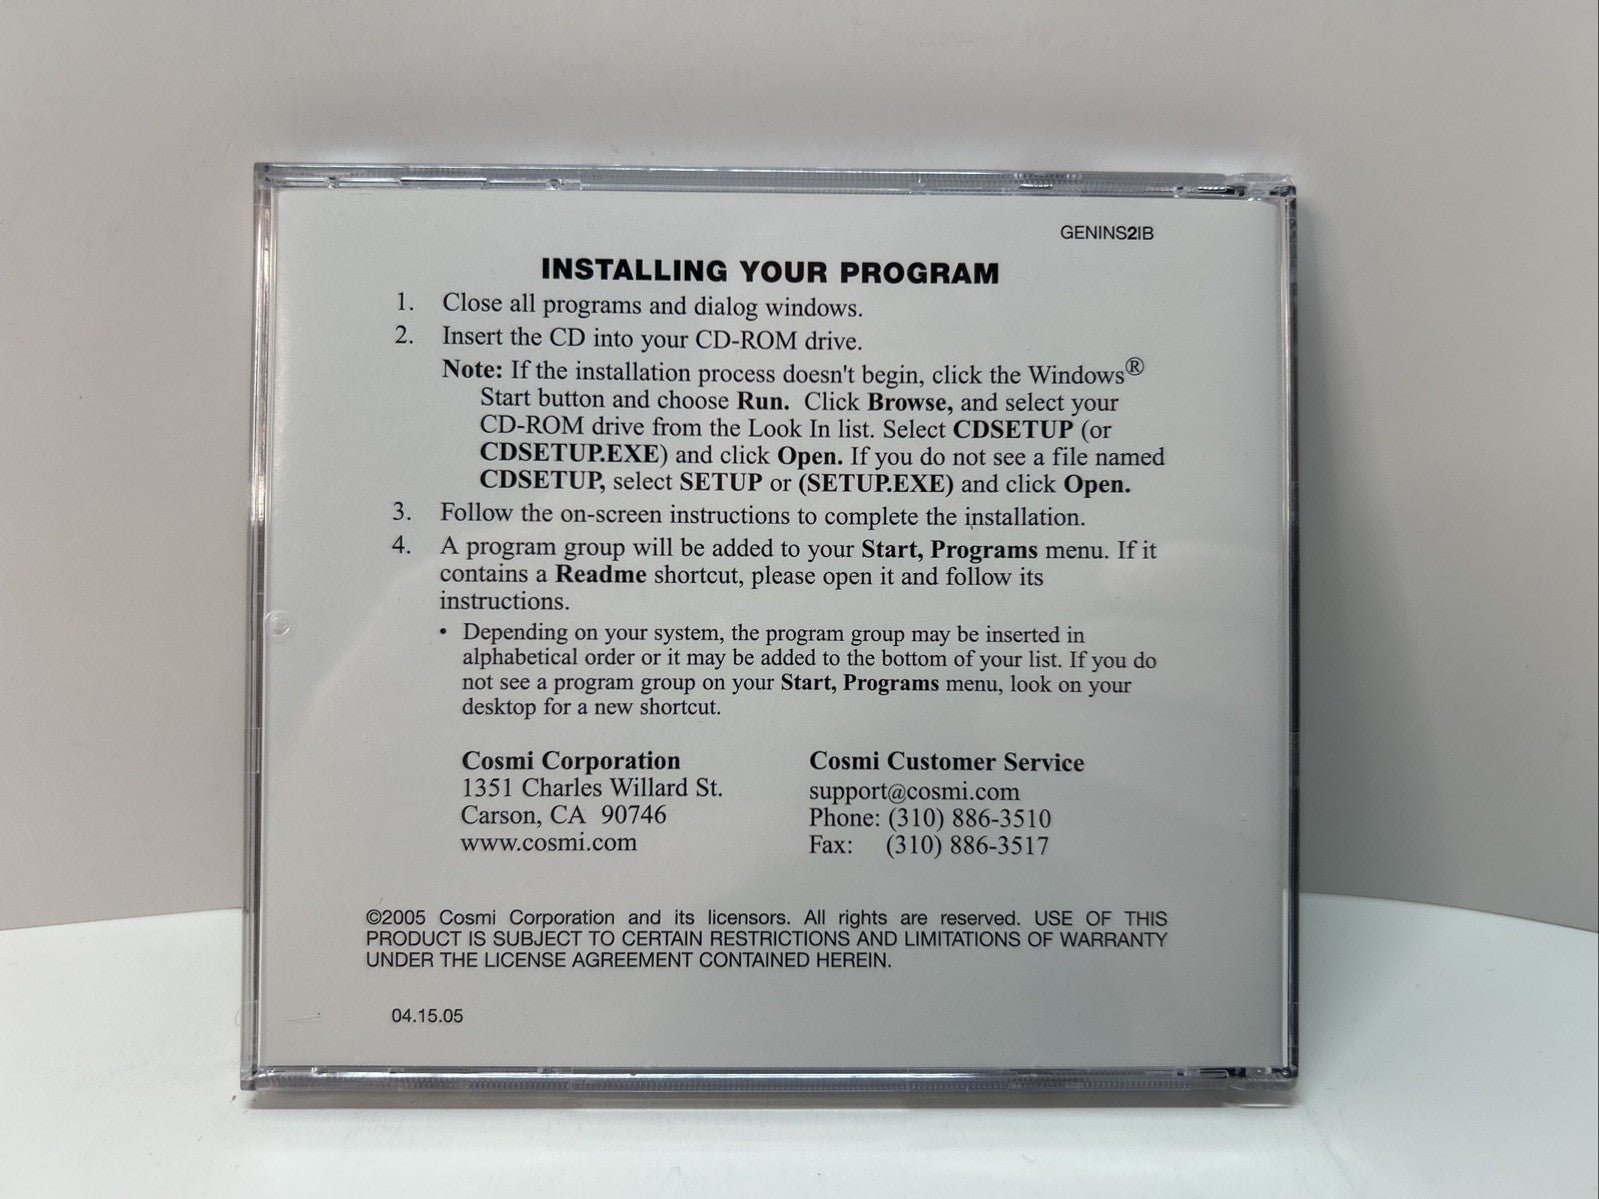 GENINS2IB
INSTALLING YOUR PROGRAM
1. Close all programs and dialog windows.
2. Insert the CD into your CD-ROM drive.
Note: If the installation process doesn't begin, click the Windows®
Start button and choose Run. Click Browse, and select your
CD-ROM drive from the Look In list. Select CDSETUP (or
CDSETUP.EXE) and click Open. If you do not see a file named
CDSETUP, select SETUP or (SETUP.EXE) and click Open.
3. Follow the on-screen instructions to complete the installation.
4. A program group will be added to your Start, Programs menu. If it
contains a Readme shortcut, please open it and follow its
instructions.
• Depending on your system, the program group may be inserted in
alphabetical order or it may be added to the bottom of your list. If you do
not see a program group on your Start, Programs menu, look on your
desktop for a new shortcut.
Cosmi Corporation
1351 Charles Willard St.
Carson, CA 90746
www.cosmi.com
Cosmi Customer Service
support@cosmi.com
Phone: (310) 886-3510
Fax: (310) 886-3517
©2005 Cosmi Corporation and its licensors. All rights are reserved. USE OF THIS
PRODUCT IS SUBJECT TO CERTAIN RESTRICTIONS AND LIMITATIONS OF WARRANTY
UNDER THE LICENSE AGREEMENT CONTAINED HEREIN.
04.15.05